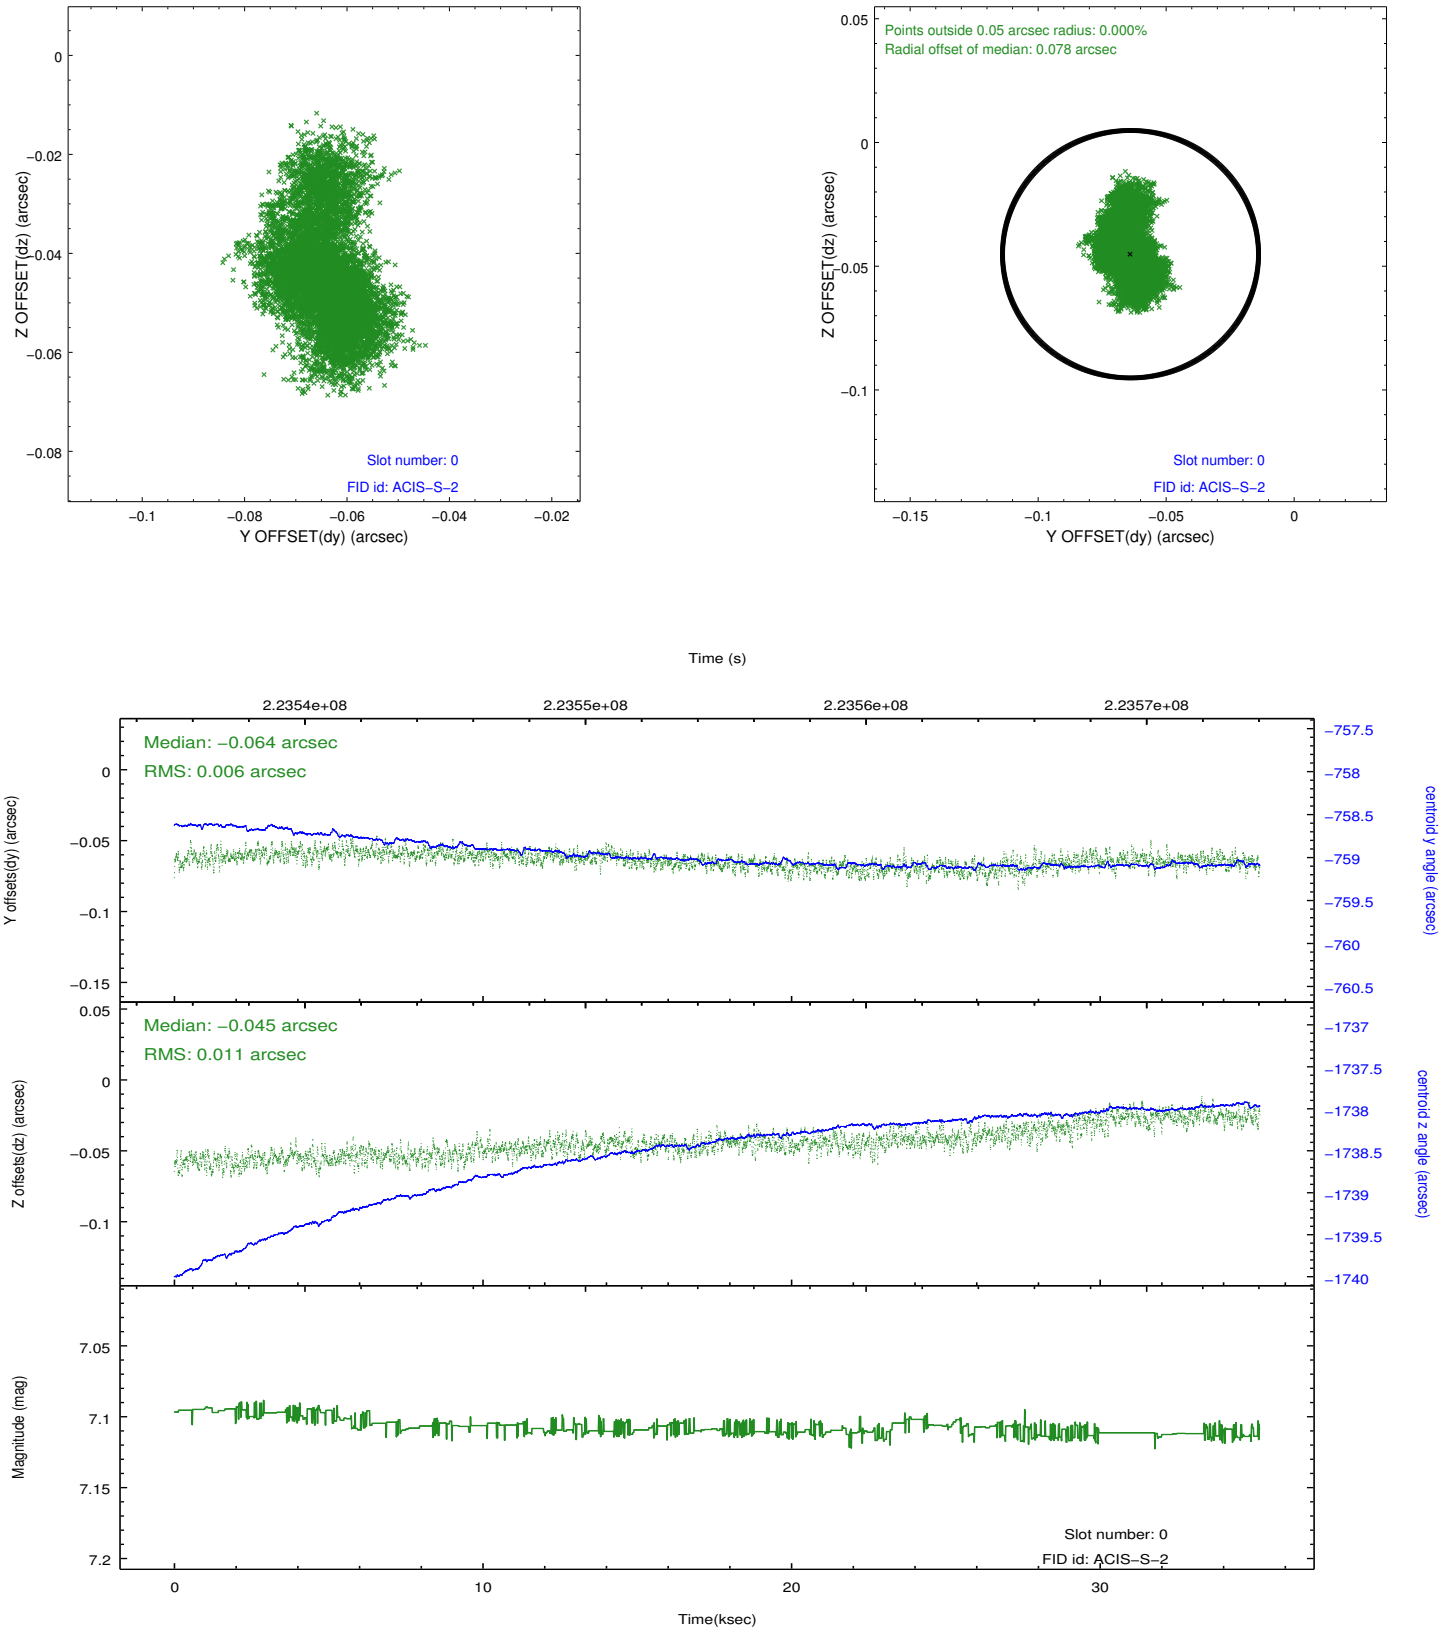 0
−0.02
−0.04
−0.06
−0.08
Z OFFSET(dz) (arcsec)
Slot number: 0
FID id: ACIS−S−2
−0.1 −0.08 −0.06 −0.04 −0.02
Y OFFSET(dy) (arcsec)
Points outside 0.05 arcsec radius: 0.000%
Radial offset of median: 0.078 arcsec
0.05
0
−0.05
−0.1
Z OFFSET(dz) (arcsec)
Slot number: 0
FID id: ACIS−S−2
−0.15 −0.1 −0.05 0
Y OFFSET(dy) (arcsec)
Time (s)
2.2354e+08 2.2355e+08 2.2356e+08 2.2357e+08
Median: −0.064 arcsec
RMS: 0.006 arcsec
0
−0.05
−0.1
−0.15
Y offsets(dy) (arcsec)
−757.5
−758
−758.5
−759
−759.5
−760
−760.5
centroid y angle (arcsec)
Median: −0.045 arcsec
RMS: 0.011 arcsec
0.05
0
−0.05
−0.1
Z offsets(dz) (arcsec)
−1737
−1737.5
−1738
−1738.5
−1739
−1739.5
−1740
centroid z angle (arcsec)
7.05
7.1
7.15
7.2
Magnitude (mag)
Slot number: 0
FID id: ACIS−S−2
0 10 20 30
Time(ksec)